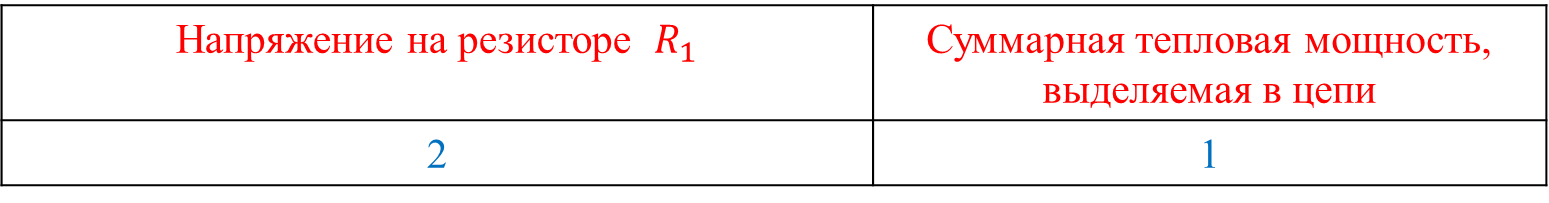 Напряжение на резисторе R₁
Суммарная тепловая мощность,
выделяемая в цепи
2
1